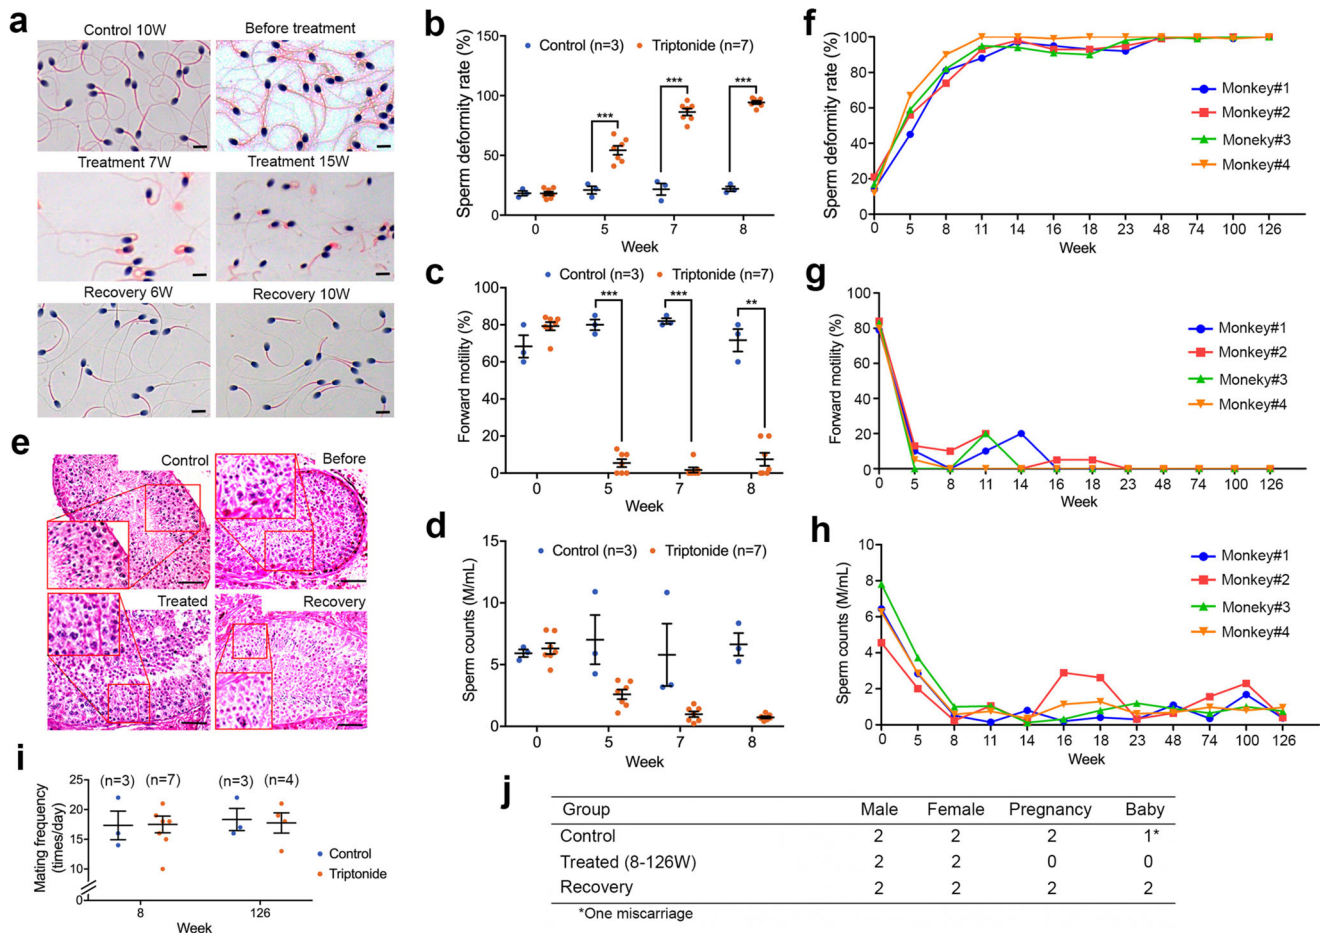 a
Control 10W
Before treatment
Treatment 7W
Treatment 15W
Recovery 6W
Recovery 10W
b
Control (n=3)
Triptonide (n=7)
Sperm deformity rate (%)
150
100
50
0
***
***
***
0 5 7 8
Week
c
Control (n=3)
Triptonide (n=7)
Forward motility (%)
100
80
60
40
20
0
***
***
**
0 5 7 8
Week
d
Control (n=3)
Triptonide (n=7)
Sperm counts (M/mL)
15
10
5
0
0 5 7 8
Week
e
Control
Before
Treated
Recovery
f
Sperm deformity rate (%)
100
80
60
40
20
0
Monkey#1
Monkey#2
Moneky#3
Monkey#4
0 5 8 11 14 16 18 23 48 74 100 126
Week
g
Forward motility (%)
100
80
60
40
20
0
Monkey#1
Monkey#2
Moneky#3
Monkey#4
0 5 8 11 14 16 18 23 48 74 100 126
Week
h
Sperm counts (M/mL)
10
8
6
4
2
0
Monkey#1
Monkey#2
Moneky#3
Monkey#4
0 5 8 11 14 16 18 23 48 74 100 126
Week
i
Mating frequency
(times/day)
25
20
15
10
0
(n=3) (n=7) (n=3) (n=4)
Control
Triptonide
8 126
Week
j
Group Male Female Pregnancy Baby
Control 2 2 2 1*
Treated (8-126W) 2 2 0 0
Recovery 2 2 2 2
*One miscarriage